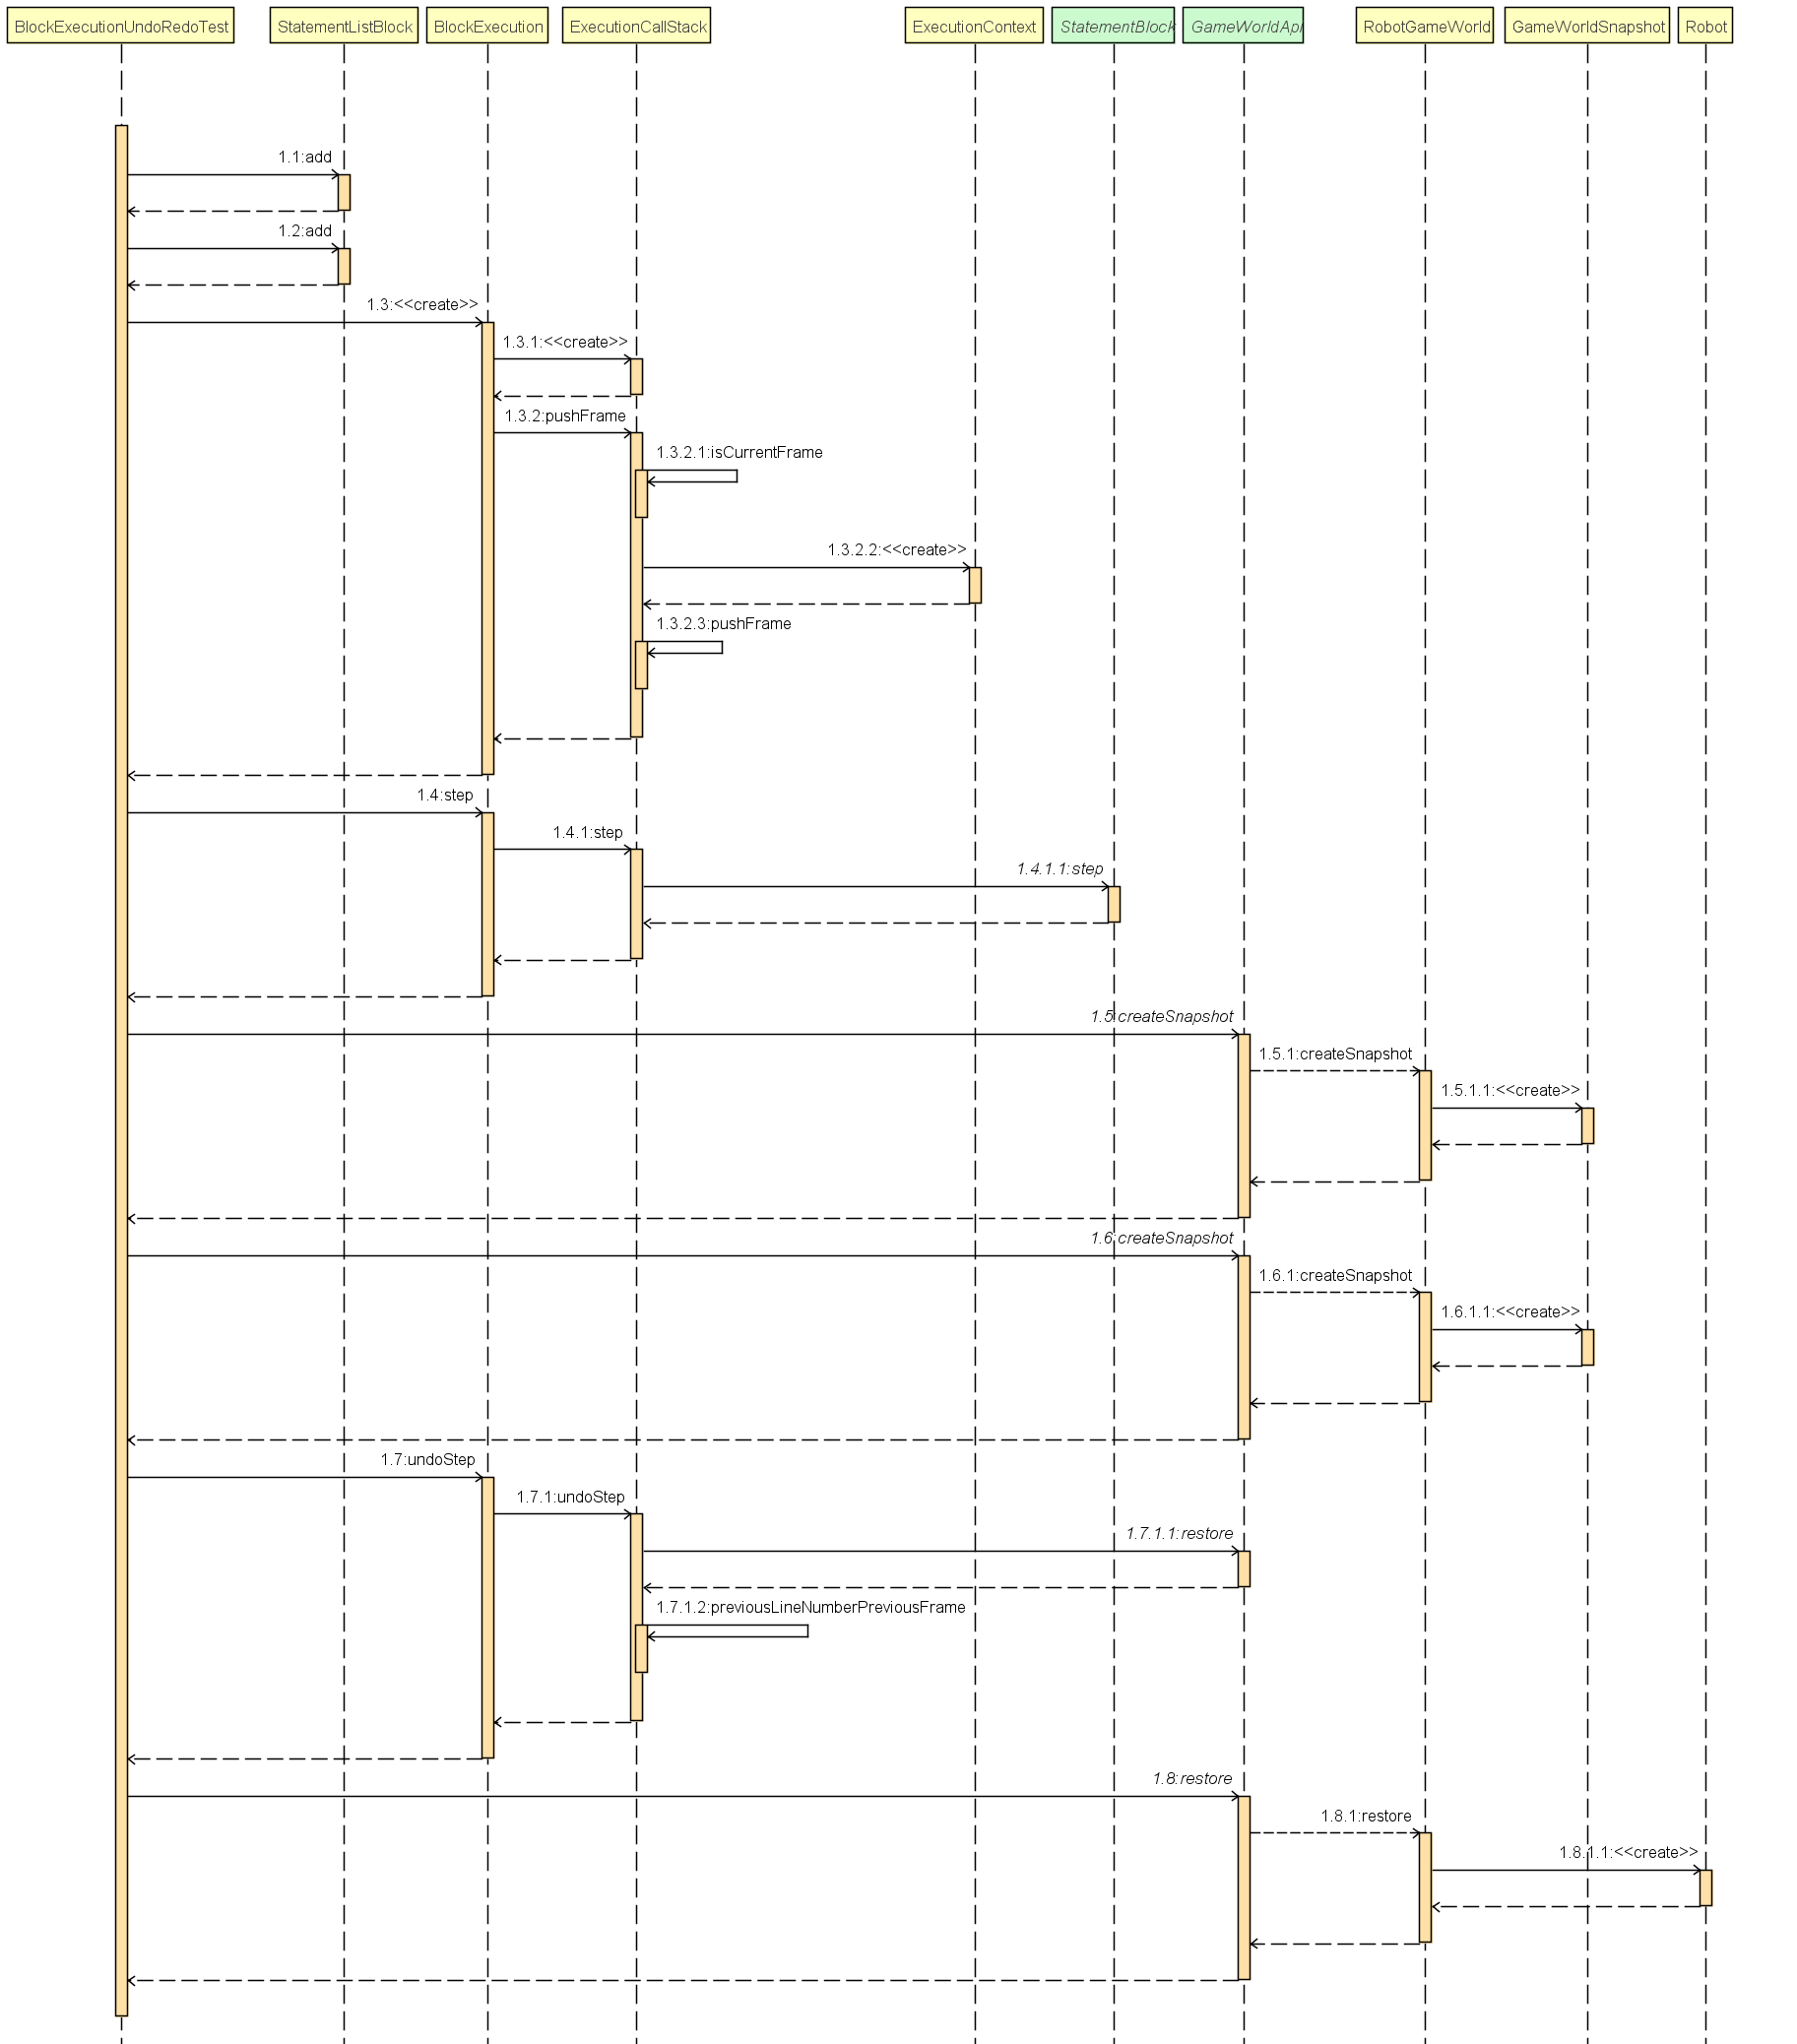 BlockExecutionUndoRedoTest
StatementListBlock
BlockExecution
ExecutionCallStack
ExecutionContext
StatementBlock
GameWorldApi
RobotGameWorld
GameWorldSnapshot
Robot
1.1:add
1.2:add
1.3:<<create>>
1.3.1:<<create>>
1.3.2:pushFrame
1.3.2.1:isCurrentFrame
1.3.2.2:<<create>>
1.3.2.3:pushFrame
1.4:step
1.4.1:step
1.4.1.1:step
1.5:createSnapshot
1.5.1:createSnapshot
1.5.1.1:<<create>>
1.6:createSnapshot
1.6.1:createSnapshot
1.6.1.1:<<create>>
1.7:undoStep
1.7.1:undoStep
1.7.1.1:restore
1.7.1.2:previousLineNumberPreviousFrame
1.8:restore
1.8.1:restore
1.8.1.1:<<create>>